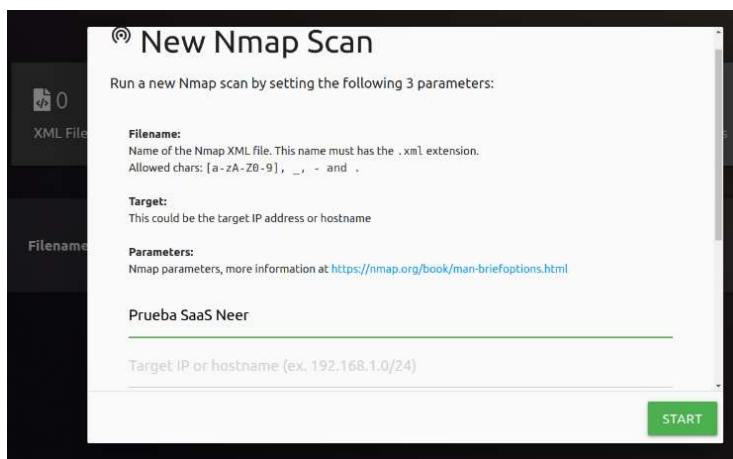 New Nmap Scan
Run a new Nmap scan by setting the following 3 parameters:
0
XML File
Filename:
Name of the Nmap XML file. This name must has the .xml extension.
Allowed chars: [a-zA-Z0-9], _, - and .
Target:
This could be the target IP address or hostname
Filename
Parameters:
Nmap parameters, more information at https://nmap.org/book/man-briefoptions.html
Prueba SaaS Neer
Target IP or hostname (ex. 192.168.1.0/24)
START